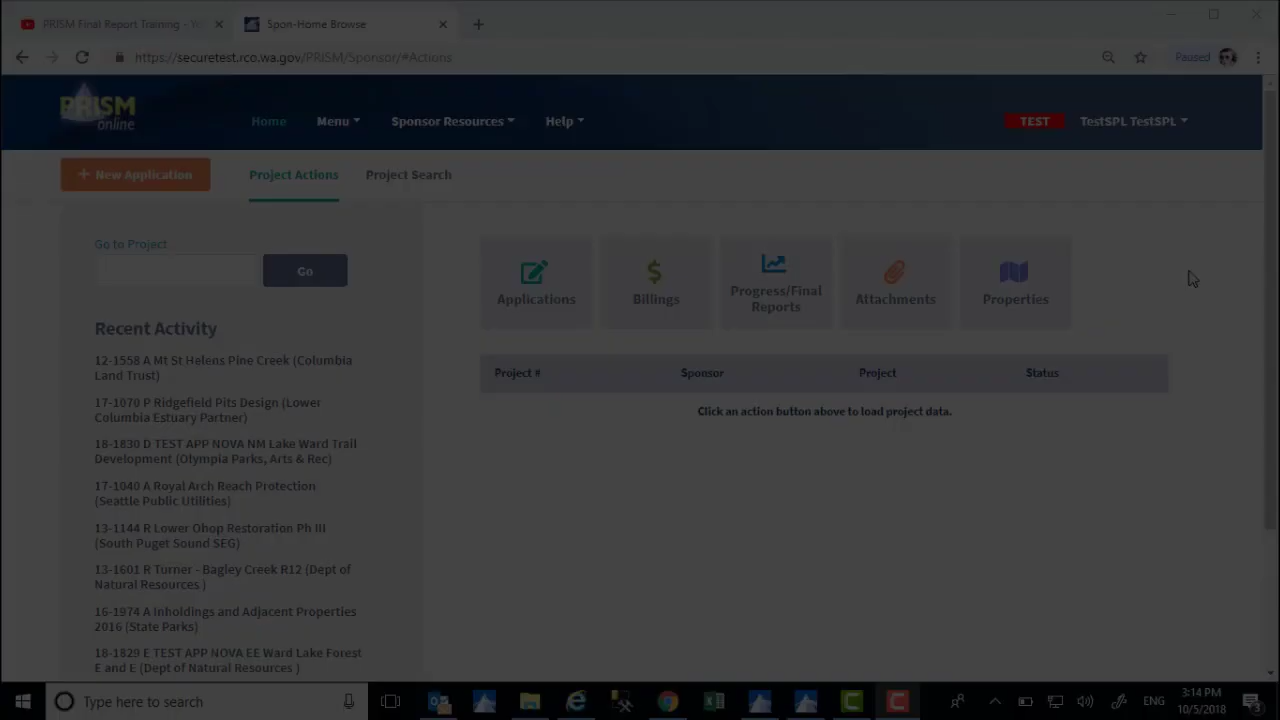 PRISM Final Report Training - Yo
Spon-Home Browse
https://securetest.rco.wa.gov/PRISM/Sponsor/#Actions
Paused
PRISM
online
Home
Menu
Sponsor Resources
Help
TEST
TestSPL TestSPL
+ New Application
Project Actions
Project Search
Go to Project
Go
Applications
Billings
Progress/Final
Reports
Attachments
Properties
Recent Activity
12-1558 A Mt St Helens Pine Creek (Columbia
Land Trust)
17-1070 P Ridgefield Pits Design (Lower
Columbia Estuary Partner)
18-1830 D TEST APP NOVA NM Lake Ward Trail
Development (Olympia Parks, Arts & Rec)
17-1040 A Royal Arch Reach Protection
(Seattle Public Utilities)
13-1144 R Lower Ohop Restoration Ph III
(South Puget Sound SEG)
13-1601 R Turner - Bagley Creek R12 (Dept of
Natural Resources )
16-1974 A Inholdings and Adjacent Properties
2016 (State Parks)
18-1829 E TEST APP NOVA EE Ward Lake Forest
E and E (Dept of Natural Resources )
Project #
Sponsor
Project
Status
Click an action button above to load project data.
Type here to search
ENG
3:14 PM
10/5/2018
3